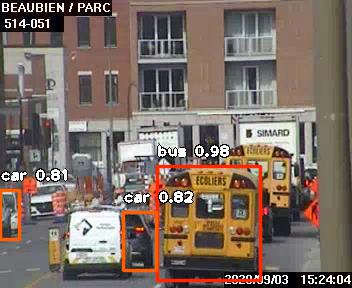 BEAUBIEN / PARC
514-051
SIMARD
bus 0.98
car 0.81
ECOLIERS
car 0.82
2020/09/03 15:24:04